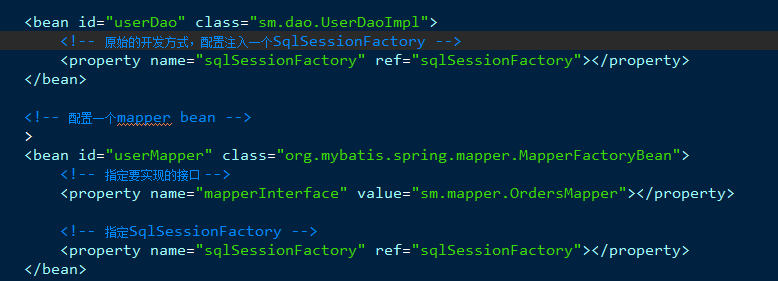 <bean id="userDao" class="sm.dao.UserDaoImpl">
<!-- 原始的开发方式，配置注入一个SqlSessionFactory -->
<property name="sqlSessionFactory" ref="sqlSessionFactory"></property>
</bean>
<!-- 配置一个mapper bean -->
>
<bean id="userMapper" class="org.mybatis.spring.mapper.MapperFactoryBean">
<!-- 指定要实现的接口 -->
<property name="mapperInterface" value="sm.mapper.OrdersMapper"></property>
<!-- 指定SqlSessionFactory -->
<property name="sqlSessionFactory" ref="sqlSessionFactory"></property>
</bean>